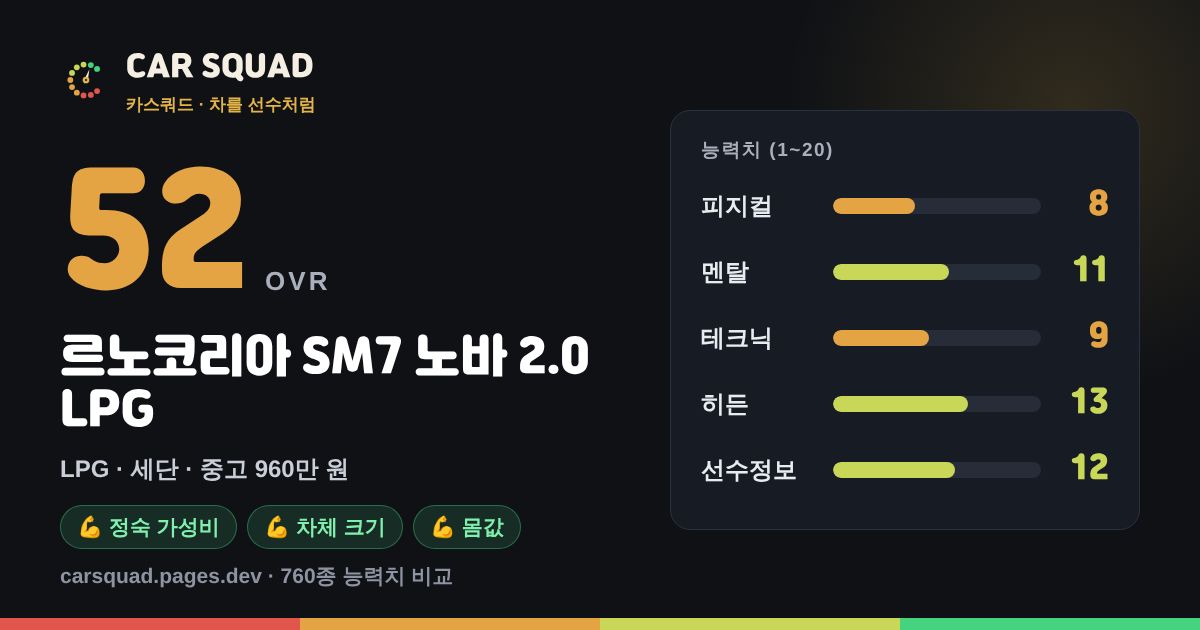 CAR SQUAD
카스쿼드 · 차를 선수처럼
52 OVR
르노코리아 SM7 노바 2.0
LPG
LPG · 세단 · 중고 960만 원
💪 정숙 가성비 💪 차체 크기 💪 몸값
carsquad.pages.dev · 760종 능력치 비교
능력치 (1~20)
피지컬 8
멘탈 11
테크닉 9
히든 13
선수정보 12